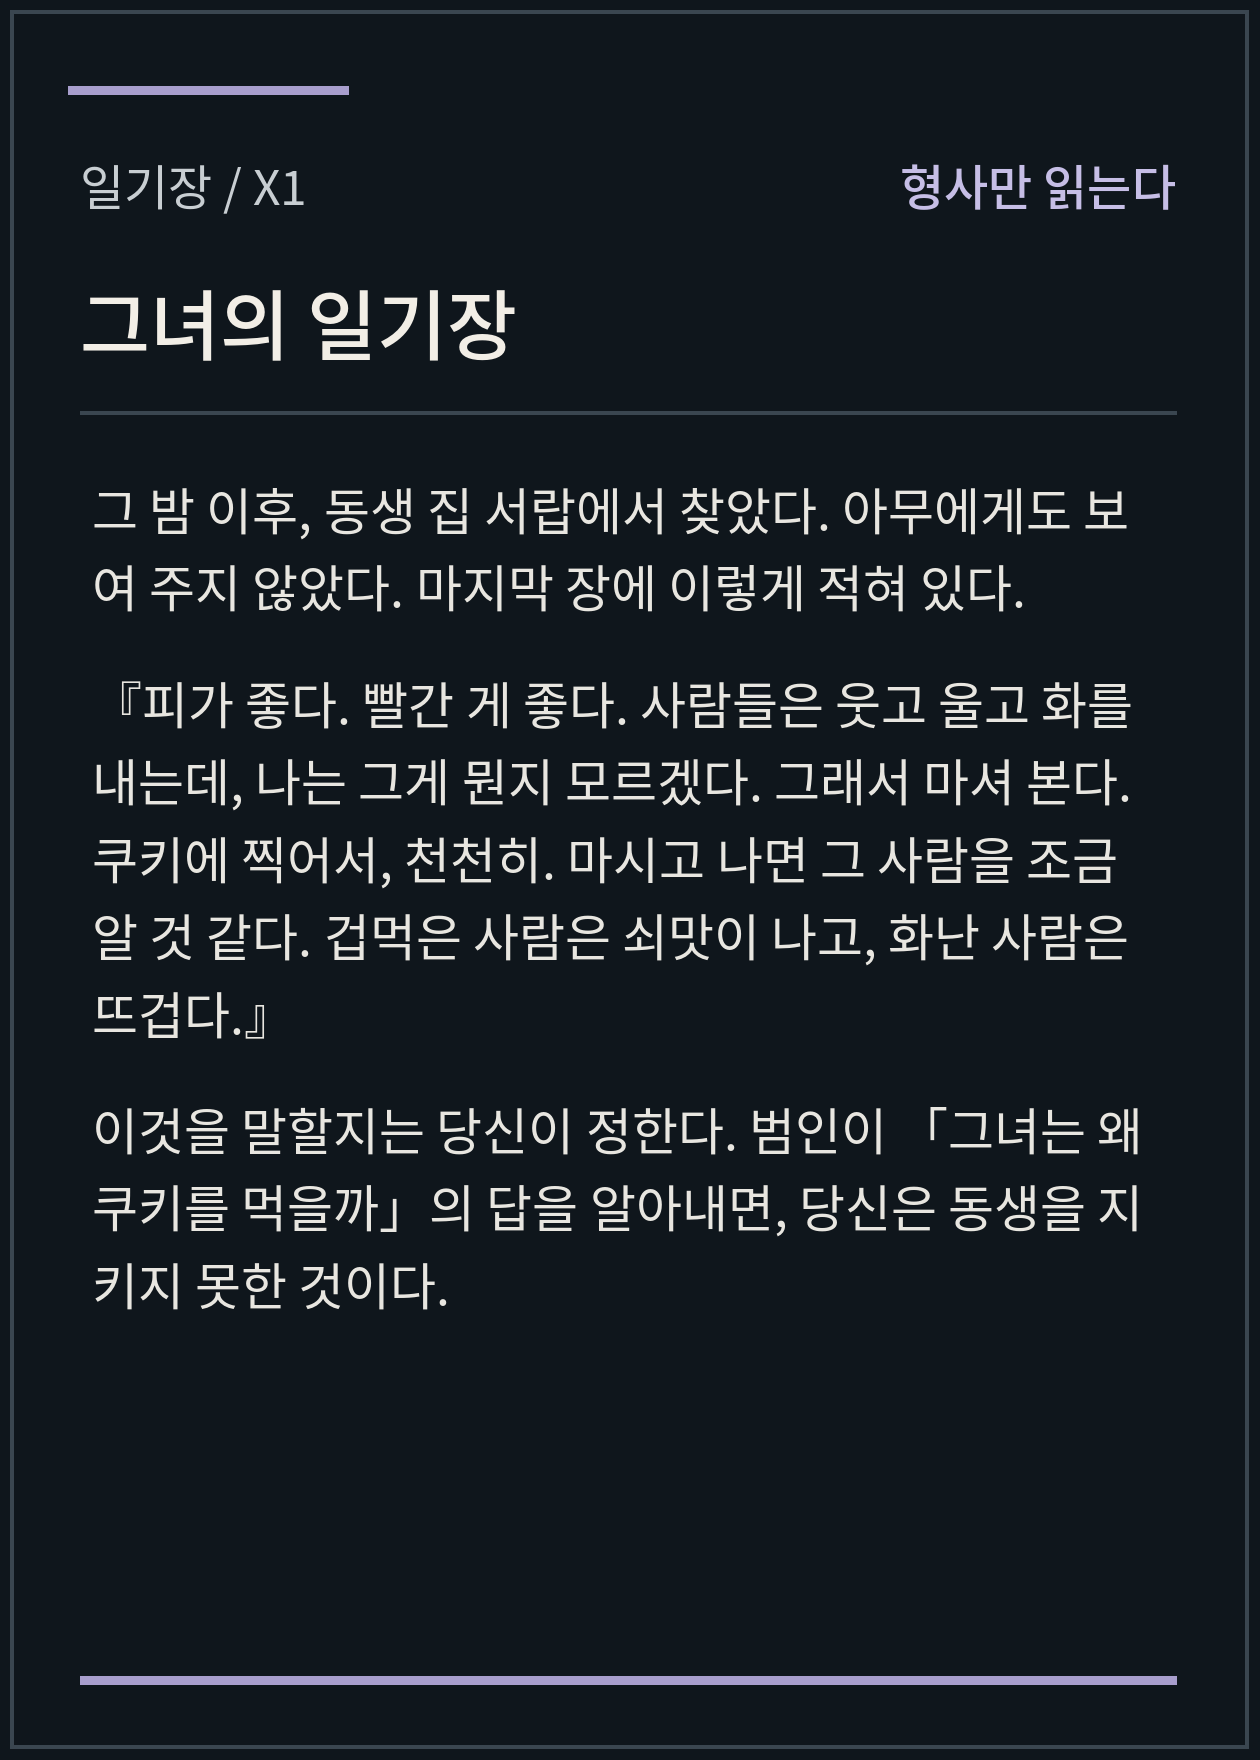 일기장 / X1
형사만 읽는다
그녀의 일기장
그 밤 이후, 동생 집 서랍에서 찾았다. 아무에게도 보
여 주지 않았다. 마지막 장에 이렇게 적혀 있다.
『피가 좋다. 빨간 게 좋다. 사람들은 웃고 울고 화를
내는데, 나는 그게 뭔지 모르겠다. 그래서 마셔 본다.
쿠키에 찍어서, 천천히. 마시고 나면 그 사람을 조금
알 것 같다. 겁먹은 사람은 쇠맛이 나고, 화난 사람은
뜨겁다.』
이것을 말할지는 당신이 정한다. 범인이 「그녀는 왜
쿠키를 먹을까」의 답을 알아내면, 당신은 동생을 지
키지 못한 것이다.